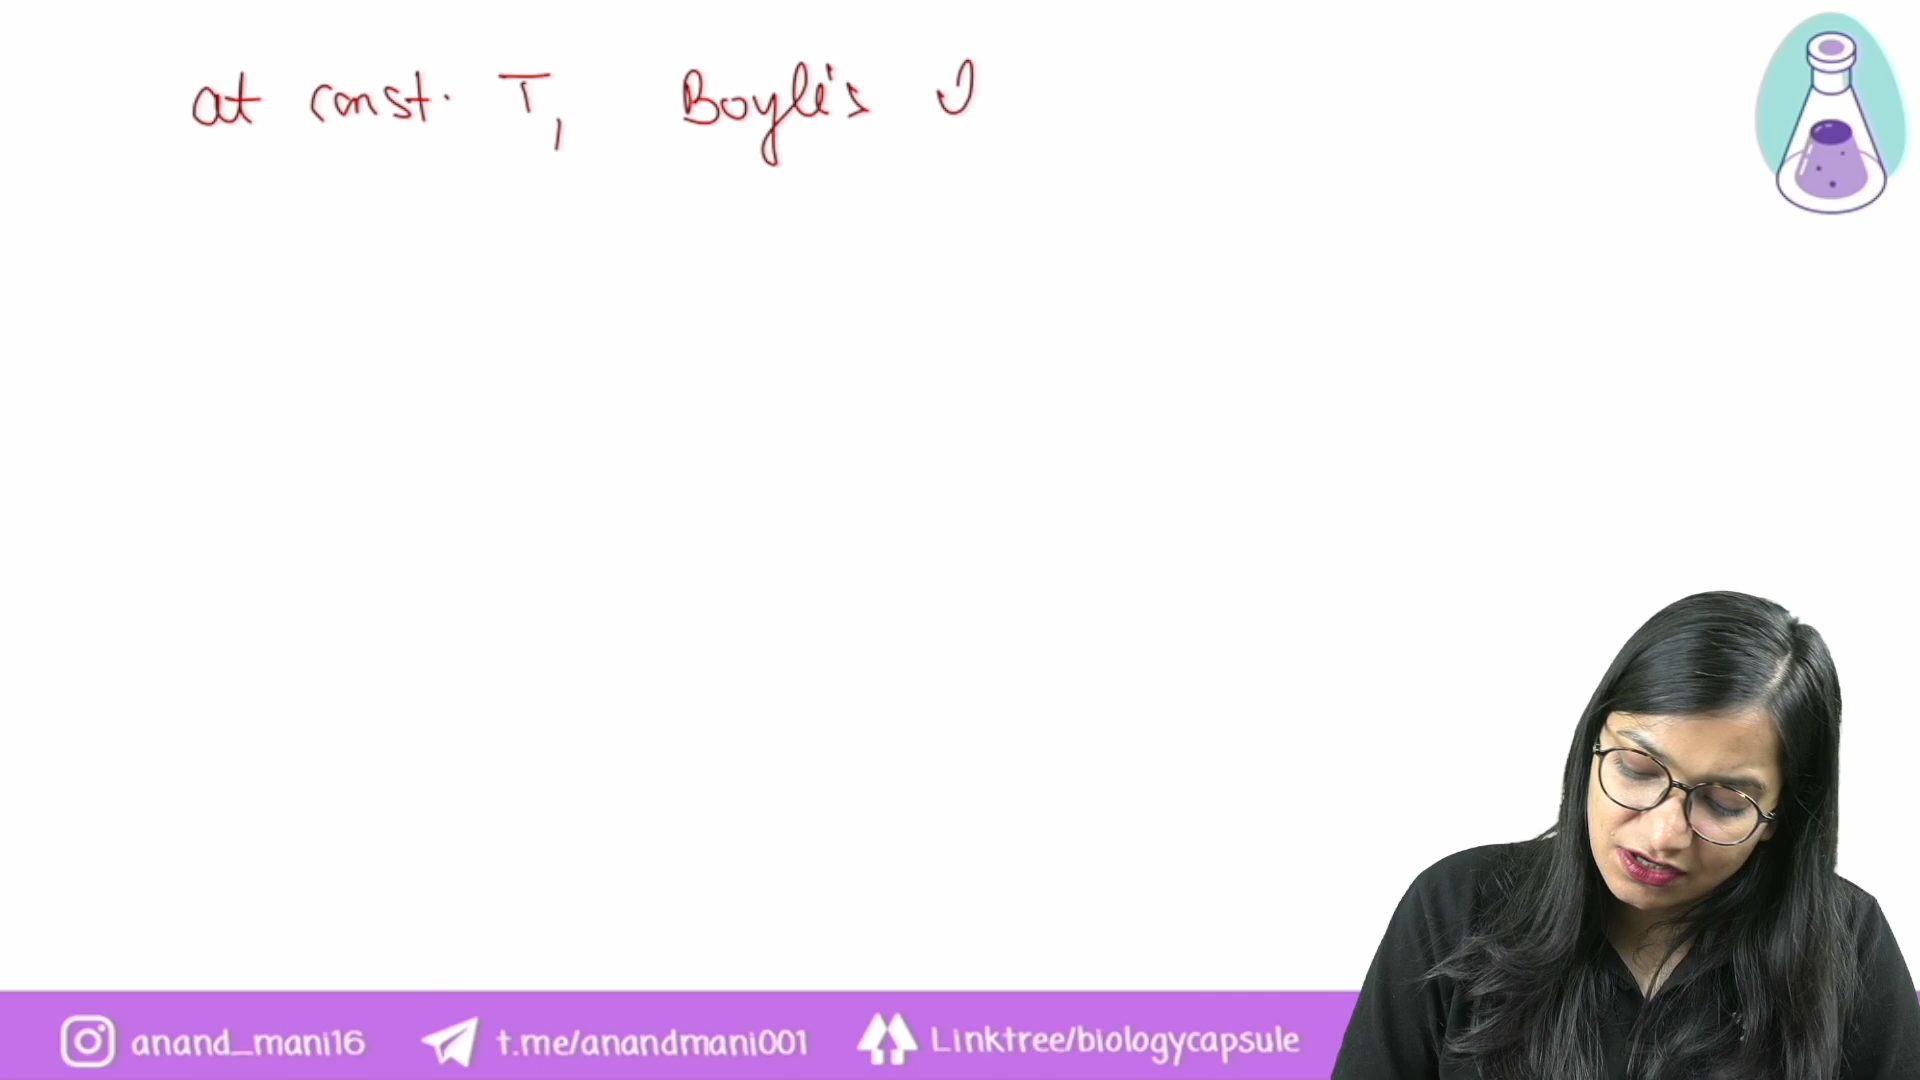 at const. T, Boyle's
anand_mani16 t.me/anandmani001 Linktree/biologycapsule